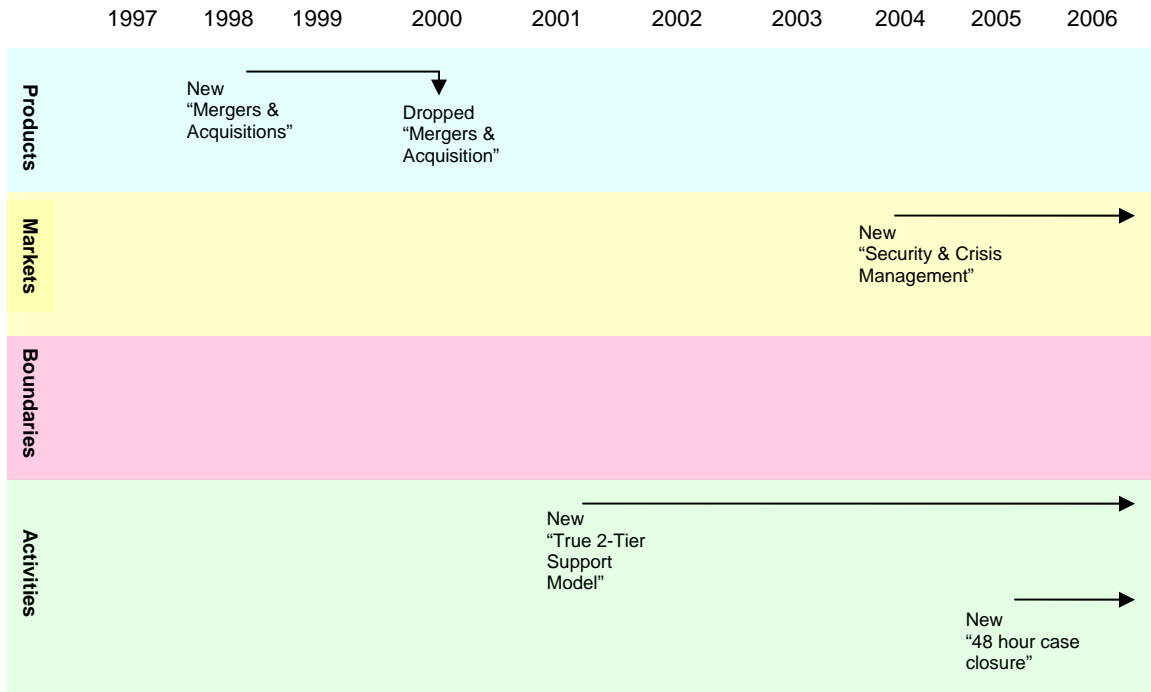 1997 1998 1999 2000 2001 2002 2003 2004 2005 2006
Products
New
“Mergers &
Acquisitions”
Dropped
“Mergers &
Acquisition”
Markets
New
“Security & Crisis
Management”
Boundaries
Activities
New
“True 2-Tier
Support
Model”
New
“48 hour case
closure”